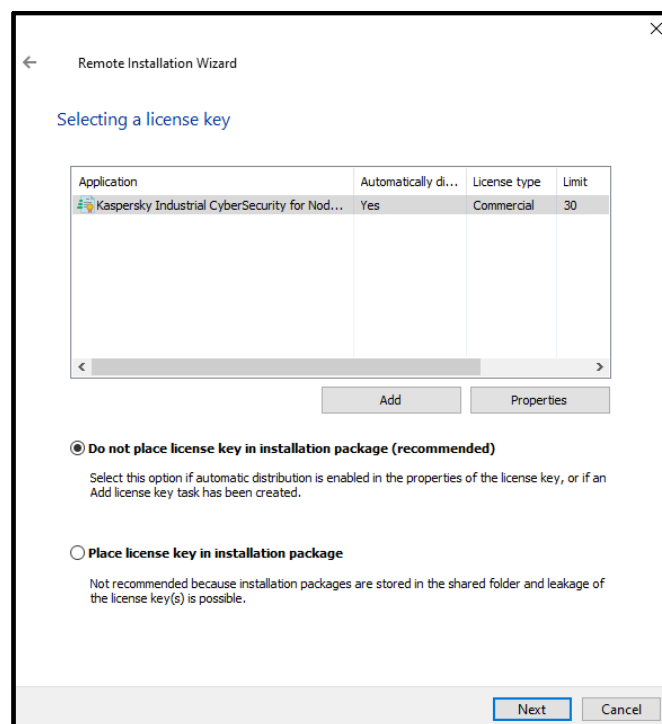 Remote Installation Wizard
Selecting a license key
Application Automatically di... License type Limit
Kaspersky Industrial CyberSecurity for Nod... Yes Commercial 30
Add Properties
Do not place license key in installation package (recommended)
Select this option if automatic distribution is enabled in the properties of the license key, or if an
Add license key task has been created.
Place license key in installation package
Not recommended because installation packages are stored in the shared folder and leakage of
the license key(s) is possible.
Next Cancel